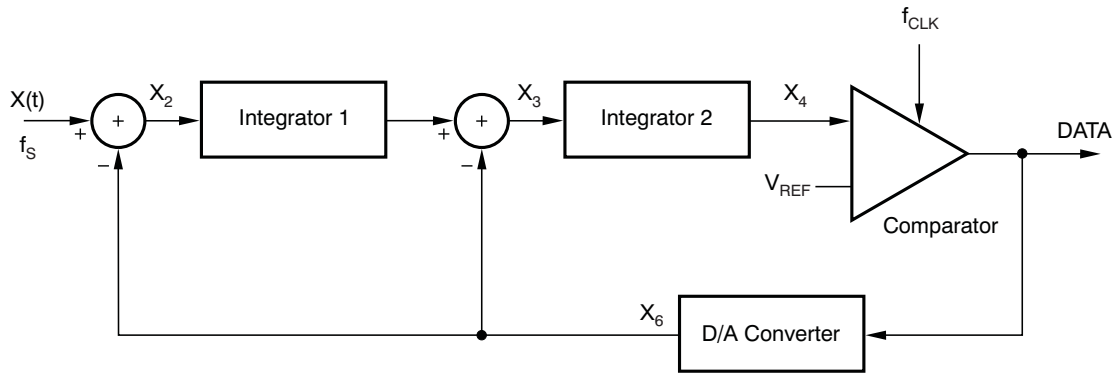 f_CLK
X(t)
f_S
+
+
−
X_2
Integrator 1
+
+
−
X_3
Integrator 2
X_4
V_REF
Comparator
DATA
X_6
D/A Converter